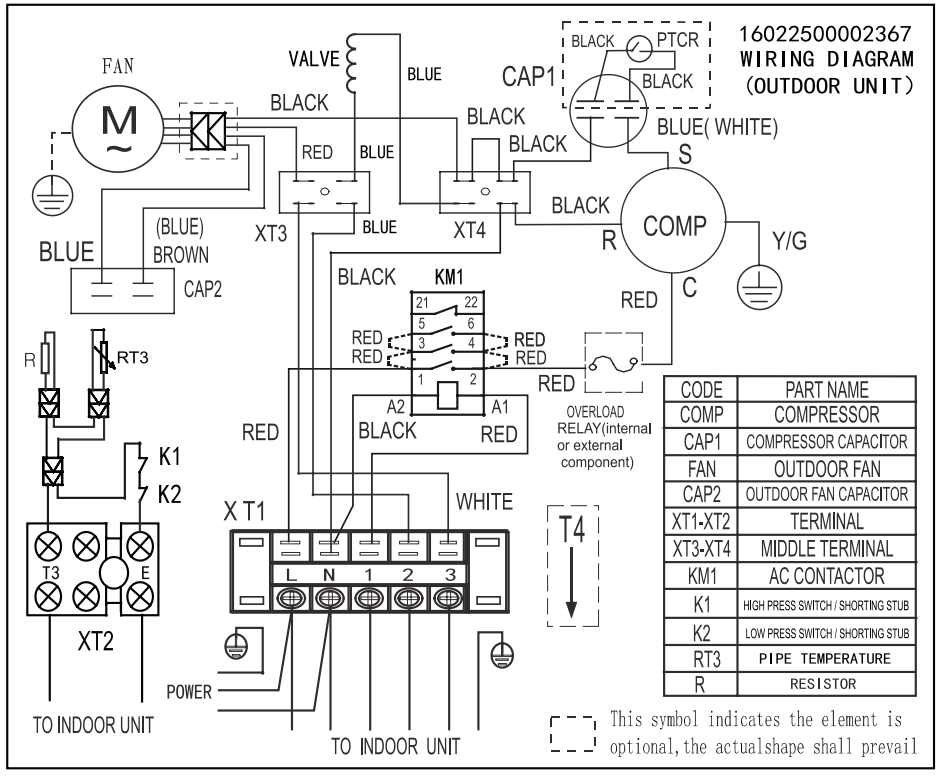 16022500002367
WIRING DIAGRAM
(OUTDOOR UNIT)
FAN
M
~
VALVE
BLUE
BLACK
CAP1
BLACK
PTCR
BLACK
BLUE( WHITE)
BLACK
BLACK
S
RED
BLUE
XT3
BLUE
XT4
BLACK
R
COMP
Y/G
C
RED
BLUE
(BLUE)
BROWN
CAP2
BLACK
KM1
21
22
5
6
RED
3
4
RED
RED
RED
1
2
RED
A2
A1
BLACK
RED
RED
OVERLOAD
RELAY(internal
or external
component)
R
RT3
K1
K2
T3
E
XT2
TO INDOOR UNIT
X T1
WHITE
L
N
1
2
3
T4
POWER
TO INDOOR UNIT
CODE PART NAME
COMP COMPRESSOR
CAP1 COMPRESSOR CAPACITOR
FAN OUTDOOR FAN
CAP2 OUTDOOR FAN CAPACITOR
XT1-XT2 TERMINAL
XT3-XT4 MIDDLE TERMINAL
KM1 AC CONTACTOR
K1 HIGH PRESS SWITCH / SHORTING STUB
K2 LOW PRESS SWITCH / SHORTING STUB
RT3 PIPE TEMPERATURE
R RESISTOR
This symbol indicates the element is
optional,the actualshape shall prevail